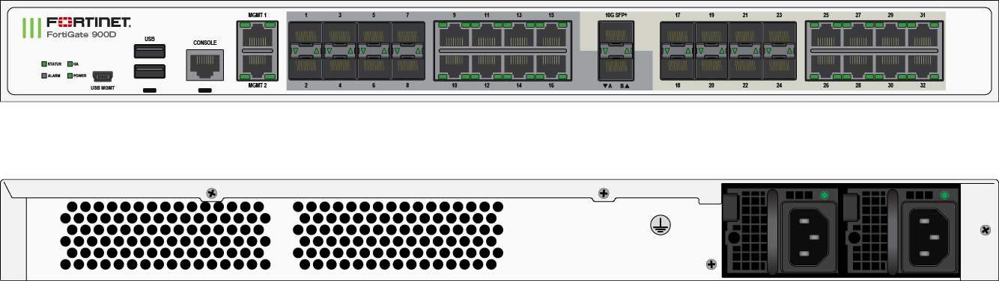 MGMT 1
1 3 5 7
9 11 13 15
10G SFP+
17 19 21 23
25 27 29 31
FORTINET
FortiGate 900D
USB
CONSOLE
STATUS HA
ALARM POWER
USB MGMT
MGMT 2
2 4 6 8
10 12 14 16
▼A B▲
18 20 22 24
26 28 30 32